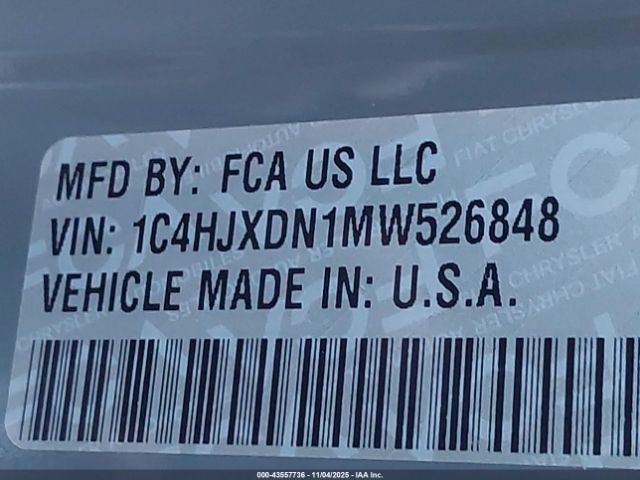 MFD BY: FCA US LLC
VIN: 1C4HJXDN1MW526848
VEHICLE MADE IN: U.S.A.
000-43557736 - 11/04/2025 - IAA Inc.